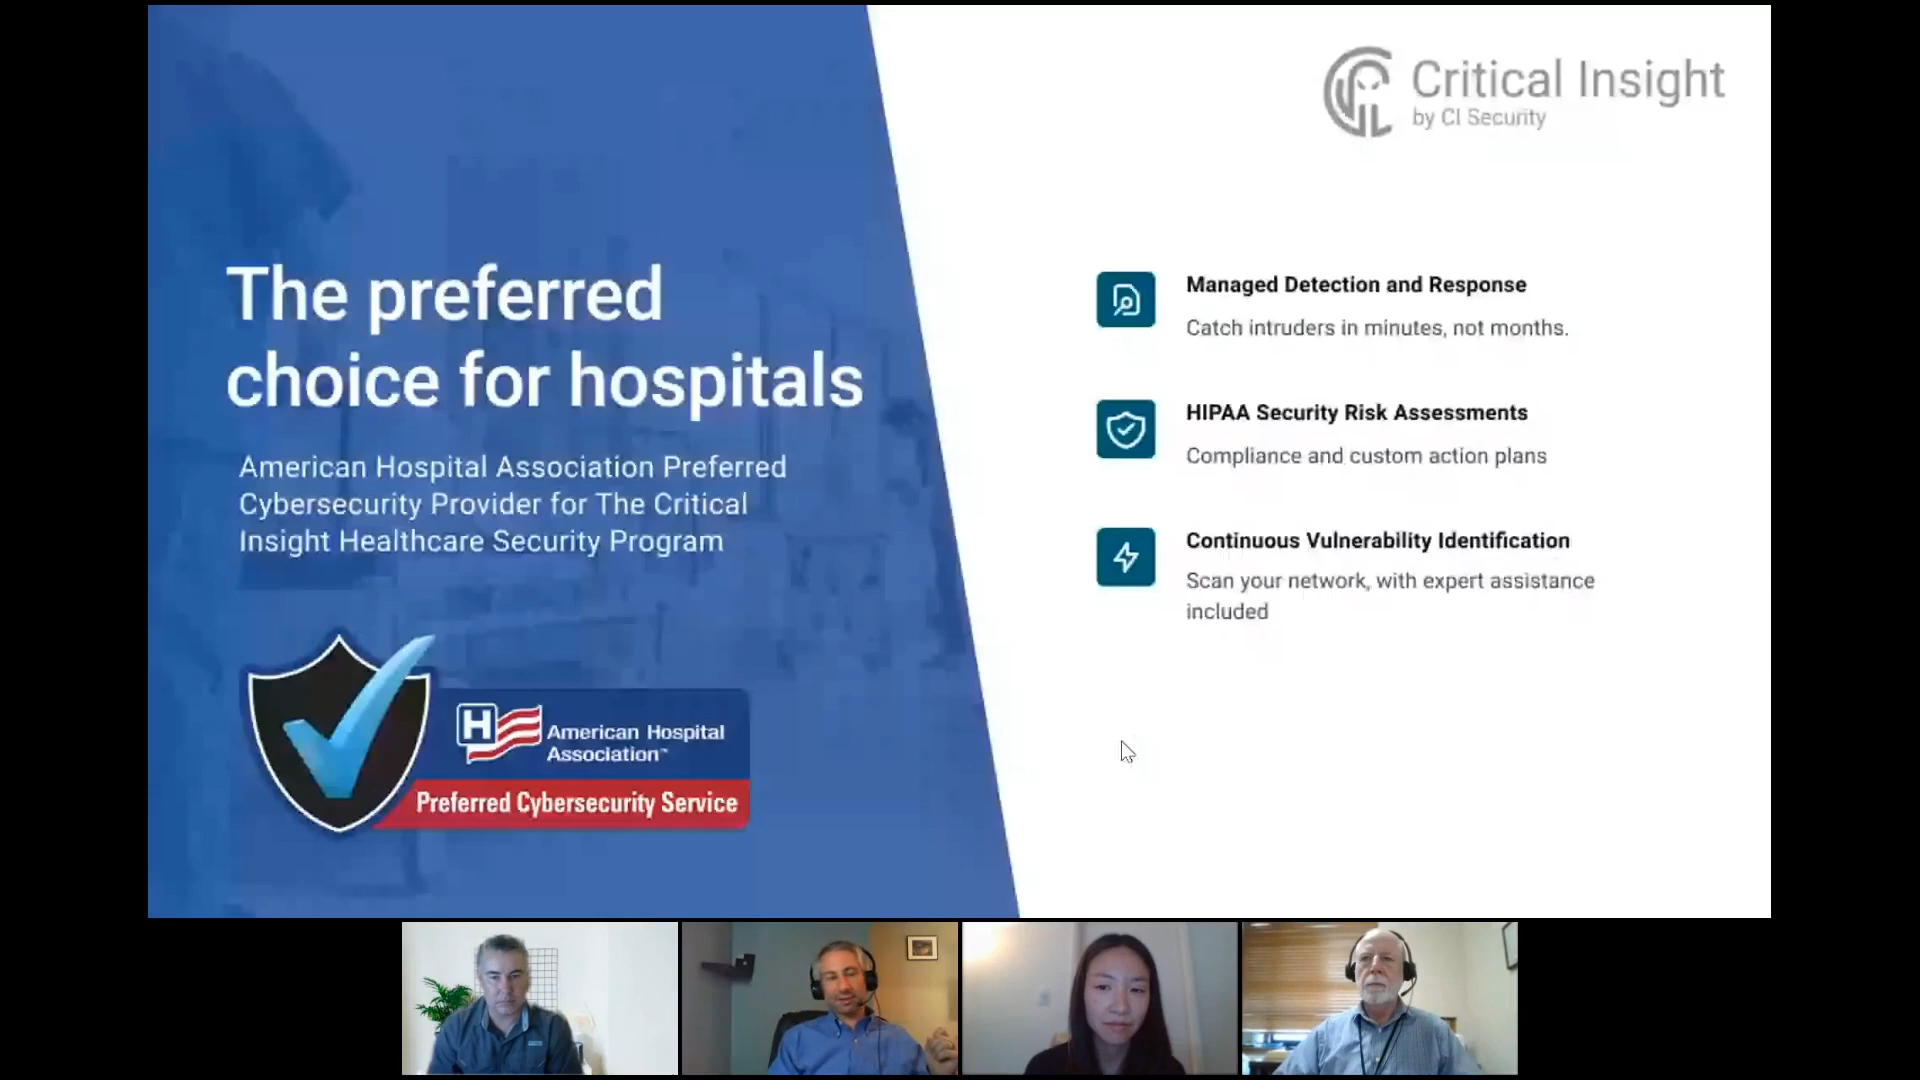 Critical Insight
by CI Security
The preferred
choice for hospitals
American Hospital Association Preferred
Cybersecurity Provider for The Critical
Insight Healthcare Security Program
H American Hospital
Association™
Preferred Cybersecurity Service
Managed Detection and Response
Catch intruders in minutes, not months.
HIPAA Security Risk Assessments
Compliance and custom action plans
Continuous Vulnerability Identification
Scan your network, with expert assistance
included